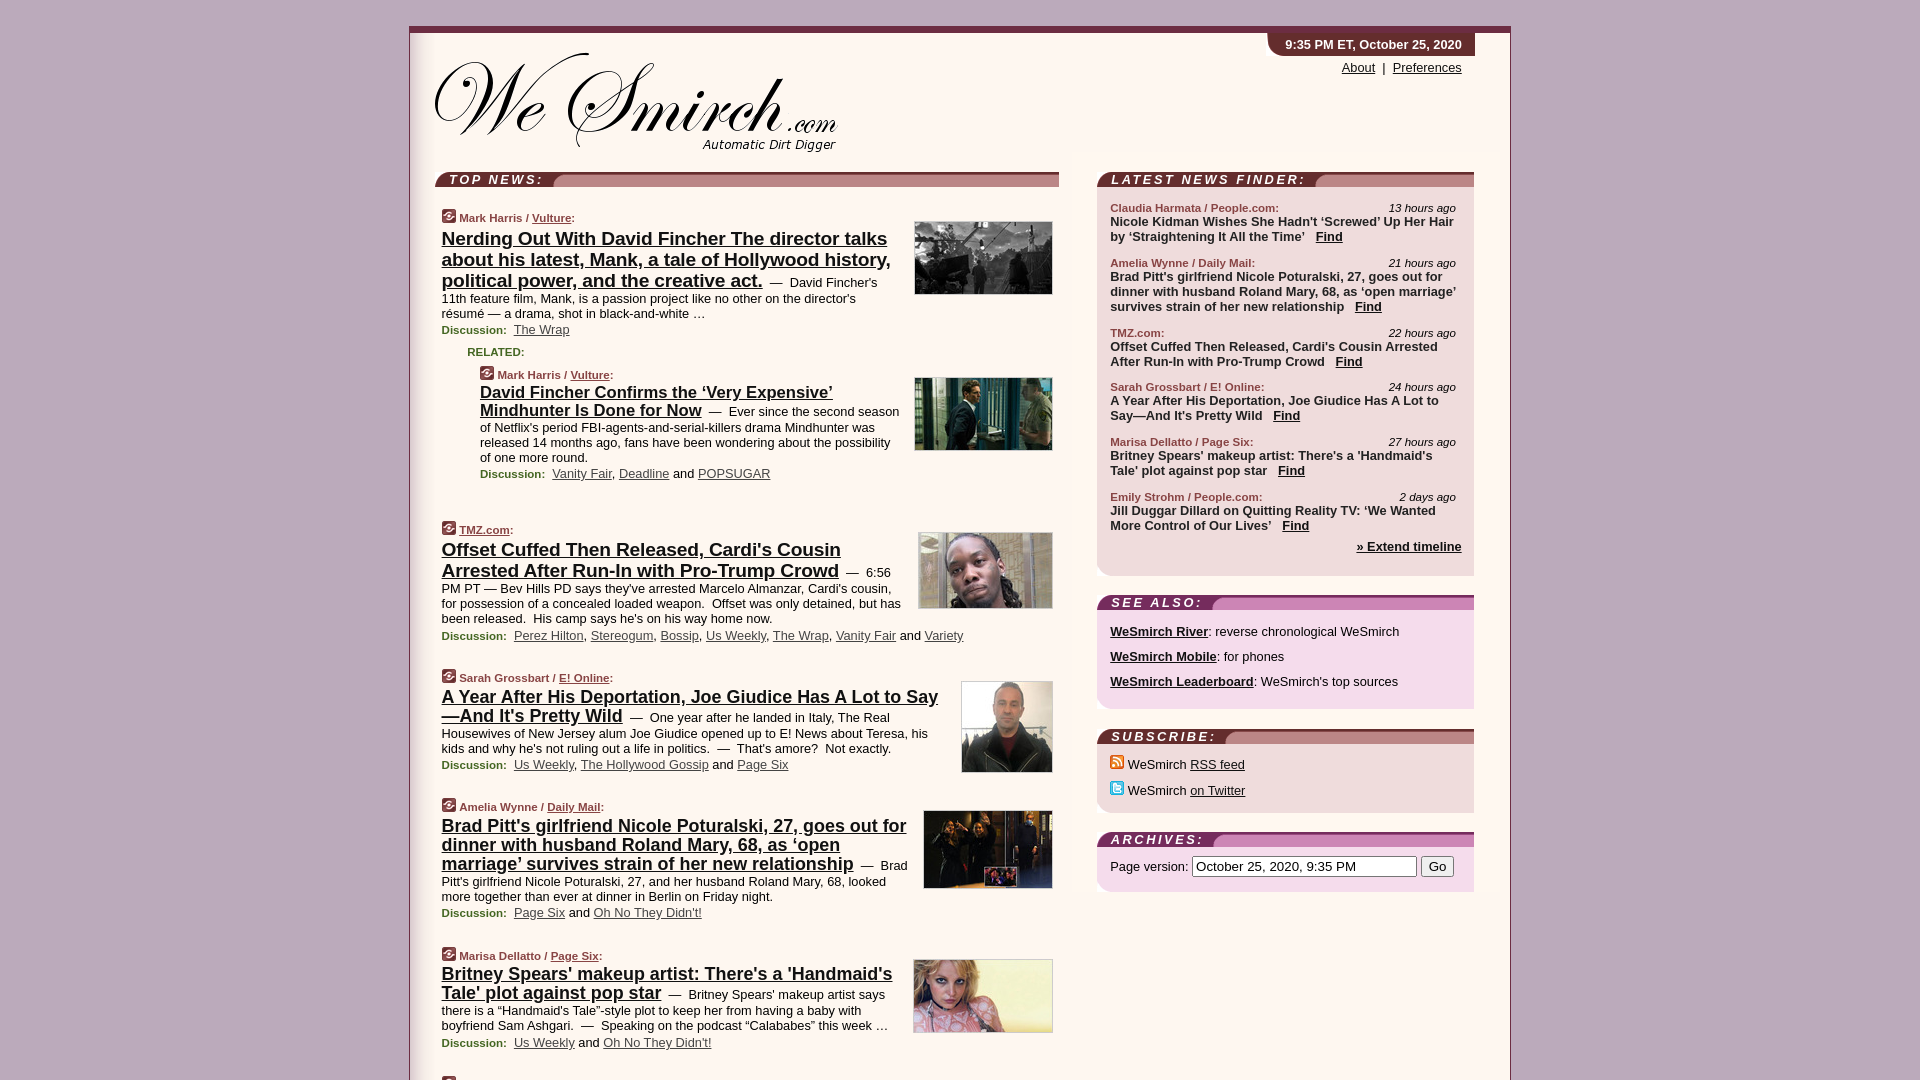 9:35 PM ET, October 25, 2020
About | Preferences
We Smirch .com
Automatic Dirt Digger
TOP NEWS:
Mark Harris / Vulture:
Nerding Out With David Fincher The director talks
about his latest, Mank, a tale of Hollywood history,
political power, and the creative act. — David Fincher's
11th feature film, Mank, is a passion project like no other on the director's
résumé — a drama, shot in black-and-white …
Discussion: The Wrap
RELATED:
Mark Harris / Vulture:
David Fincher Confirms the ‘Very Expensive’
Mindhunter Is Done for Now — Ever since the second season
of Netflix's period FBI-agents-and-serial-killers drama Mindhunter was
released 14 months ago, fans have been wondering about the possibility
of one more round.
Discussion: Vanity Fair, Deadline and POPSUGAR
TMZ.com:
Offset Cuffed Then Released, Cardi's Cousin
Arrested After Run-In with Pro-Trump Crowd — 6:56
PM PT — Bev Hills PD says they've arrested Marcelo Almanzar, Cardi's cousin,
for possession of a concealed loaded weapon. Offset was only detained, but has
been released. His camp says he's on his way home now.
Discussion: Perez Hilton, Stereogum, Bossip, Us Weekly, The Wrap, Vanity Fair and Variety
Sarah Grossbart / E! Online:
A Year After His Deportation, Joe Giudice Has A Lot to Say
—And It's Pretty Wild — One year after he landed in Italy, The Real
Housewives of New Jersey alum Joe Giudice opened up to E! News about Teresa, his
kids and why he's not ruling out a life in politics. — That's amore? Not exactly.
Discussion: Us Weekly, The Hollywood Gossip and Page Six
Amelia Wynne / Daily Mail:
Brad Pitt's girlfriend Nicole Poturalski, 27, goes out for
dinner with husband Roland Mary, 68, as ‘open
marriage’ survives strain of her new relationship — Brad
Pitt's girlfriend Nicole Poturalski, 27, and her husband Roland Mary, 68, looked
more together than ever at dinner in Berlin on Friday night.
Discussion: Page Six and Oh No They Didn't!
Marisa Dellatto / Page Six:
Britney Spears' makeup artist: There's a 'Handmaid's
Tale' plot against pop star — Britney Spears' makeup artist says
there is a “Handmaid's Tale”-style plot to keep her from having a baby with
boyfriend Sam Ashgari. — Speaking on the podcast “Calababes” this week …
Discussion: Us Weekly and Oh No They Didn't!
LATEST NEWS FINDER:
Claudia Harmata / People.com: 13 hours ago
Nicole Kidman Wishes She Hadn't ‘Screwed’ Up Her Hair
by ‘Straightening It All the Time’ Find
Amelia Wynne / Daily Mail: 21 hours ago
Brad Pitt's girlfriend Nicole Poturalski, 27, goes out for
dinner with husband Roland Mary, 68, as ‘open marriage’
survives strain of her new relationship Find
TMZ.com: 22 hours ago
Offset Cuffed Then Released, Cardi's Cousin Arrested
After Run-In with Pro-Trump Crowd Find
Sarah Grossbart / E! Online: 24 hours ago
A Year After His Deportation, Joe Giudice Has A Lot to
Say—And It's Pretty Wild Find
Marisa Dellatto / Page Six: 27 hours ago
Britney Spears' makeup artist: There's a 'Handmaid's
Tale' plot against pop star Find
Emily Strohm / People.com: 2 days ago
Jill Duggar Dillard on Quitting Reality TV: ‘We Wanted
More Control of Our Lives’ Find
» Extend timeline
SEE ALSO:
WeSmirch River: reverse chronological WeSmirch
WeSmirch Mobile: for phones
WeSmirch Leaderboard: WeSmirch's top sources
SUBSCRIBE:
WeSmirch RSS feed
WeSmirch on Twitter
ARCHIVES:
Page version: October 25, 2020, 9:35 PM Go